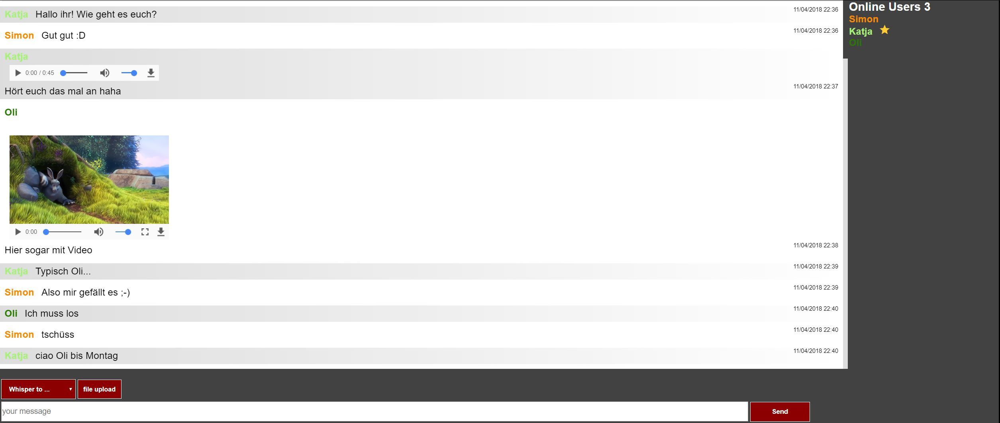 Katja Hallo ihr! Wie geht es euch? 11/04/2018 22:36
Simon Gut gut :D 11/04/2018 22:36
Katja
0:00 / 0:45
Hört euch das mal an haha 11/04/2018 22:37
Oli
0:00
Hier sogar mit Video 11/04/2018 22:38
Katja Typisch Oli... 11/04/2018 22:39
Simon Also mir gefällt es ;-) 11/04/2018 22:39
Oli Ich muss los 11/04/2018 22:40
Simon tschüss 11/04/2018 22:40
Katja ciao Oli bis Montag 11/04/2018 22:40
Online Users 3
Simon
Katja
Oli
Whisper to ... file upload
your message Send